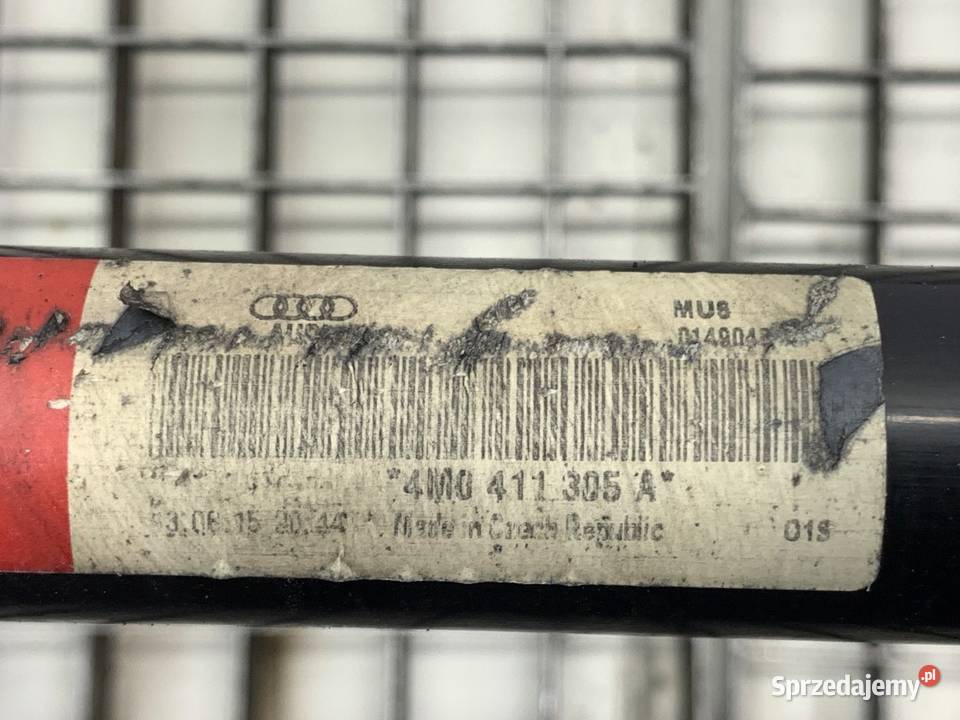 MUS
*4M0 411 305 A*
Made in Czech Republic
01S
Sprzedajemy.pl